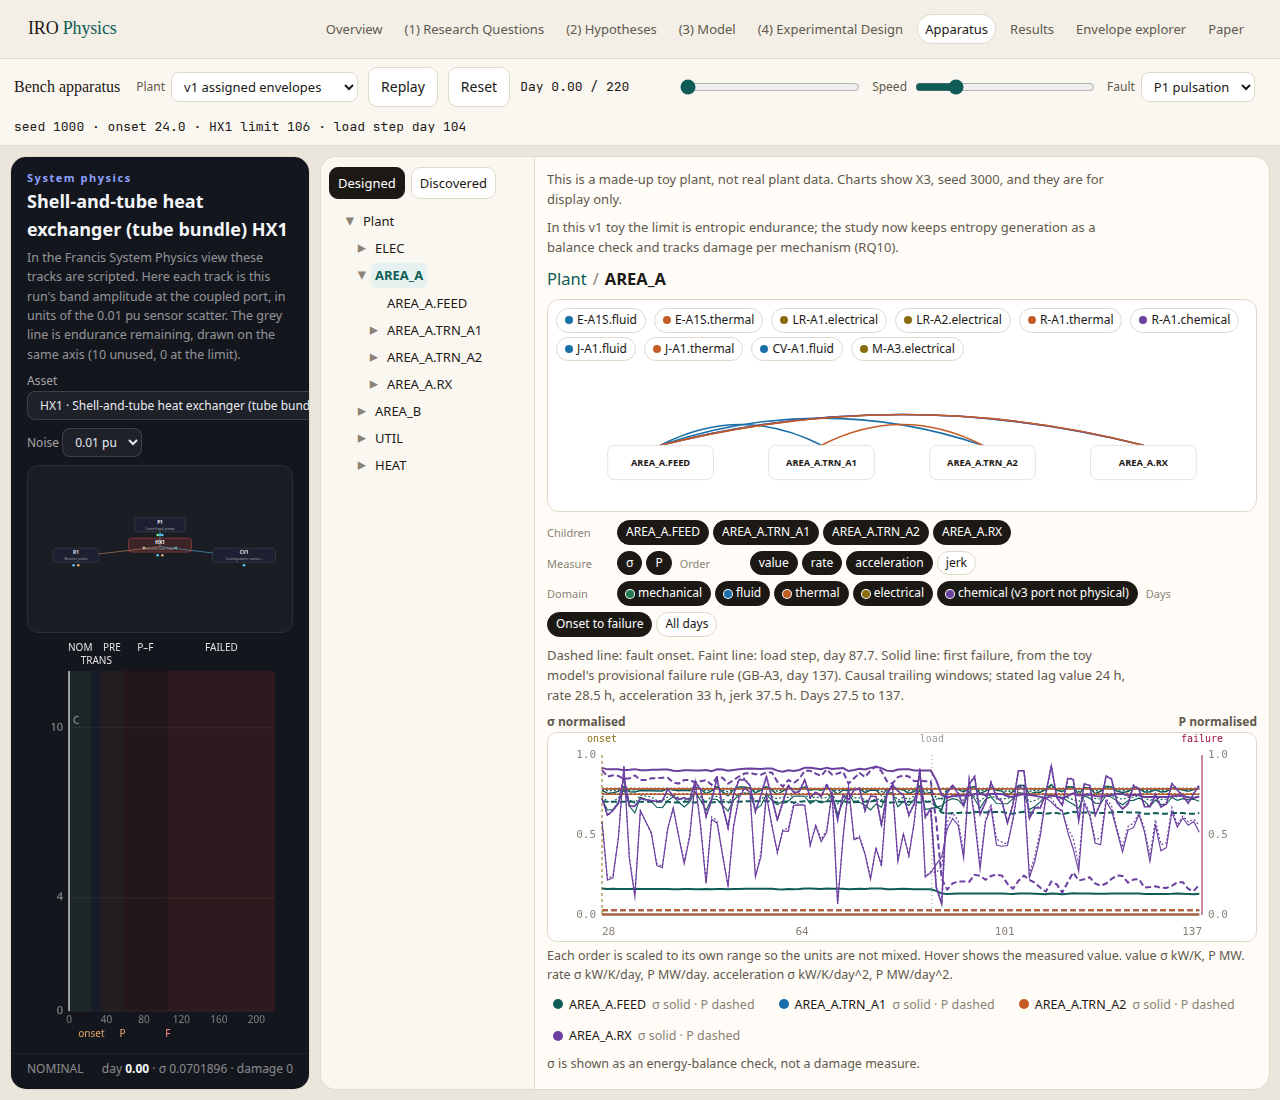 IRO Physics
Overview
(1) Research Questions
(2) Hypotheses
(3) Model
(4) Experimental Design
Apparatus
Results
Envelope explorer
Paper
Bench apparatus
Plant
v1 assigned envelopes
Replay
Reset
Day 0.00 / 220
Speed
Fault
P1 pulsation
seed 1000 · onset 24.0 · HX1 limit 106 · load step day 104
System physics
Shell-and-tube heat
exchanger (tube bundle) HX1
In the Francis System Physics view these
tracks are scripted. Here each track is this
run's band amplitude at the coupled port, in
units of the 0.01 pu sensor scatter. The grey
line is endurance remaining, drawn on the
same axis (10 unused, 0 at the limit).
Asset
HX1 · Shell-and-tube heat exchanger (tube bund
Noise
0.01 pu
P1
Centrifugal pump
HX1
R1
CV1
NOM
PRE
P–F
FAILED
TRANS
C
10
4
0
0
40
80
120
160
200
onset
P
F
NOMINAL
day 0.00 · σ 0.0701896 · damage 0
Designed
Discovered
▼ Plant
▶ ELEC
▼ AREA_A
AREA_A.FEED
▶ AREA_A.TRN_A1
▶ AREA_A.TRN_A2
▶ AREA_A.RX
▶ AREA_B
▶ UTIL
▶ HEAT
This is a made-up toy plant, not real plant data. Charts show X3, seed 3000, and they are for
display only.
In this v1 toy the limit is entropic endurance; the study now keeps entropy generation as a
balance check and tracks damage per mechanism (RQ10).
Plant / AREA_A
E-A1S.fluid
E-A1S.thermal
LR-A1.electrical
LR-A2.electrical
R-A1.thermal
R-A1.chemical
J-A1.fluid
J-A1.thermal
CV-A1.fluid
M-A3.electrical
AREA_A.FEED
AREA_A.TRN_A1
AREA_A.TRN_A2
AREA_A.RX
Children
AREA_A.FEED
AREA_A.TRN_A1
AREA_A.TRN_A2
AREA_A.RX
Measure
σ
P
Order
value
rate
acceleration
jerk
Domain
mechanical
fluid
thermal
electrical
chemical (v3 port not physical)
Days
Onset to failure
All days
Dashed line: fault onset. Faint line: load step, day 87.7. Solid line: first failure, from the toy
model's provisional failure rule (GB-A3, day 137). Causal trailing windows; stated lag value 24 h,
rate 28.5 h, acceleration 33 h, jerk 37.5 h. Days 27.5 to 137.
σ normalised
P normalised
onset
load
failure
1.0
1.0
0.5
0.5
0.0
0.0
28
64
101
137
Each order is scaled to its own range so the units are not mixed. Hover shows the measured value. value σ kW/K, P MW.
rate σ kW/K/day, P MW/day. acceleration σ kW/K/day^2, P MW/day^2.
AREA_A.FEED σ solid · P dashed
AREA_A.TRN_A1 σ solid · P dashed
AREA_A.TRN_A2 σ solid · P dashed
AREA_A.RX σ solid · P dashed
σ is shown as an energy-balance check, not a damage measure.